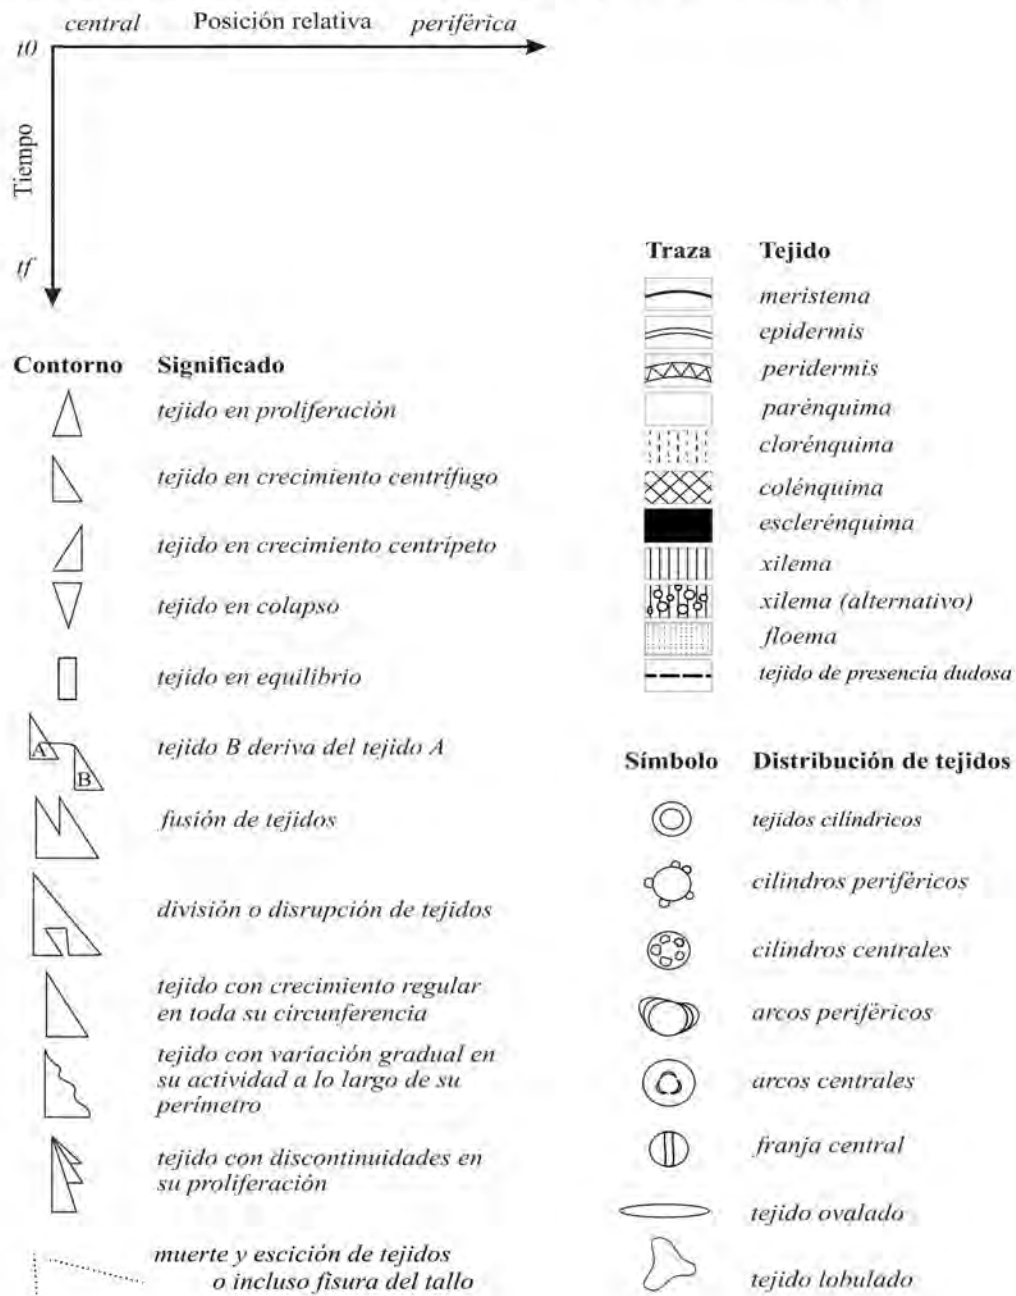 central Posición relativa periférica
t0
Tiempo
tf
Contorno Significado
tejido en proliferación
tejido en crecimiento centrífugo
tejido en crecimiento centrípeto
tejido en colapso
tejido en equilibrio
A
B
tejido B deriva del tejido A
fusión de tejidos
división o disrupción de tejidos
tejido con crecimiento regular
en toda su circunferencia
tejido con variación gradual en
su actividad a lo largo de su
perímetro
tejido con discontinuidades en
su proliferación
muerte y escición de tejidos
o incluso fisura del tallo
Traza Tejido
meristema
epidermis
peridermis
parénquima
clorénquima
colénquima
esclerénquima
xilema
xilema (alternativo)
floema
tejido de presencia dudosa
Símbolo Distribución de tejidos
tejidos cilíndricos
cilindros periféricos
cilindros centrales
arcos periféricos
arcos centrales
franja central
tejido ovalado
tejido lobulado